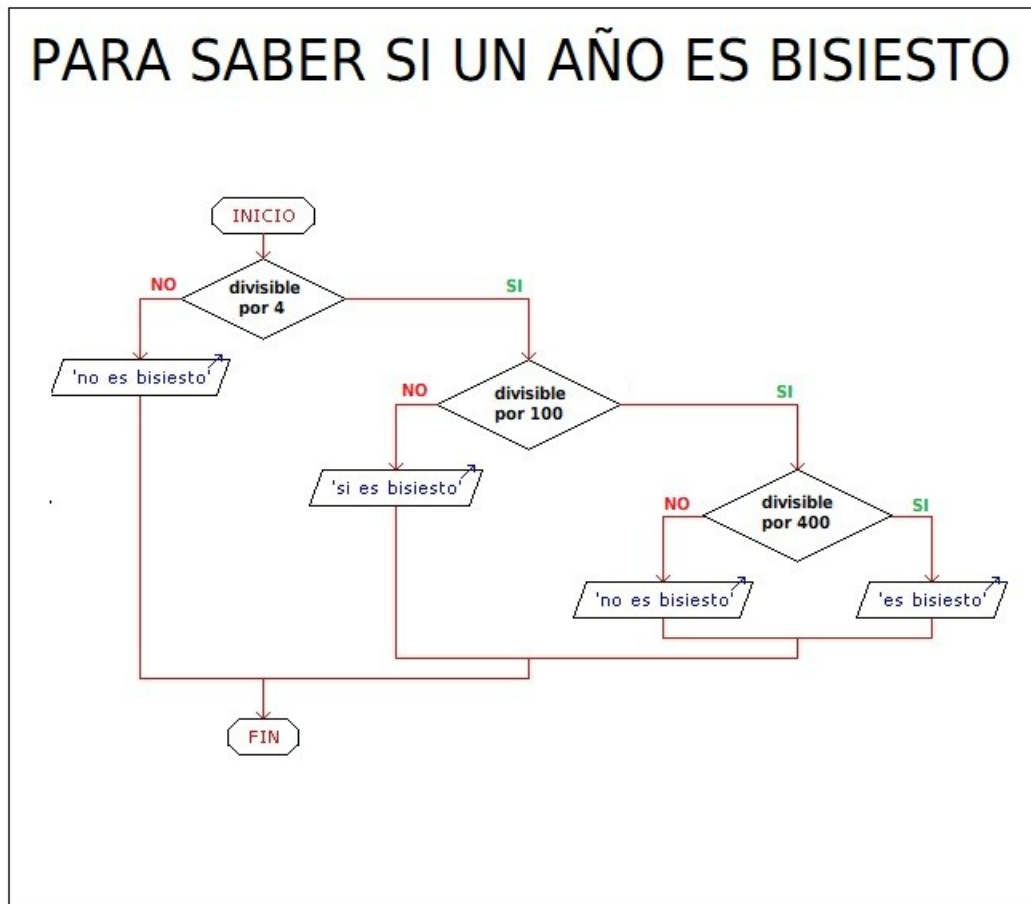 PARA SABER SI UN AÑO ES BISIESTO
INICIO
NO
divisible
por 4
SI
'no es bisiesto'
NO
divisible
por 100
SI
'si es bisiesto'
NO
divisible
por 400
SI
'no es bisiesto'
'es bisiesto'
FIN